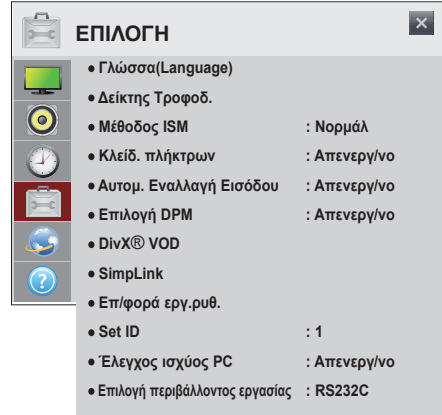 ΕΠΙΛΟΓΗ
• Γλώσσα(Language)
• Δείκτης Τροφοδ.
• Μέθοδος ISM : Νορμάλ
• Κλείδ. πλήκτρων : Απενεργ/νο
• Αυτομ. Εναλλαγή Εισόδου : Απενεργ/νο
• Επιλογή DPM : Απενεργ/νο
• DivX® VOD
• SimpLink
• Επ/φορά εργ.ρυθ.
• Set ID : 1
• Έλεγχος ισχύος PC : Απενεργ/νο
• Επιλογή περιβάλλοντος εργασίας : RS232C